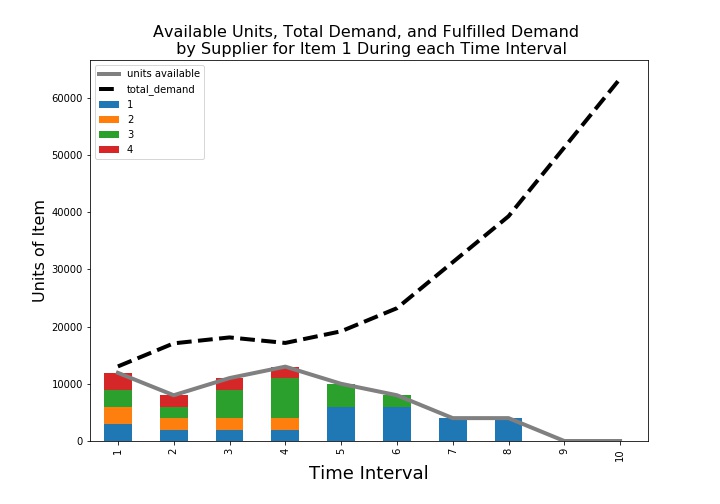 Available Units, Total Demand, and Fulfilled Demand
by Supplier for Item 1 During each Time Interval
units available
total_demand
1
2
3
4
Units of Item
60000
50000
40000
30000
20000
10000
0
1 2 3 4 5 6 7 8 9 10
Time Interval